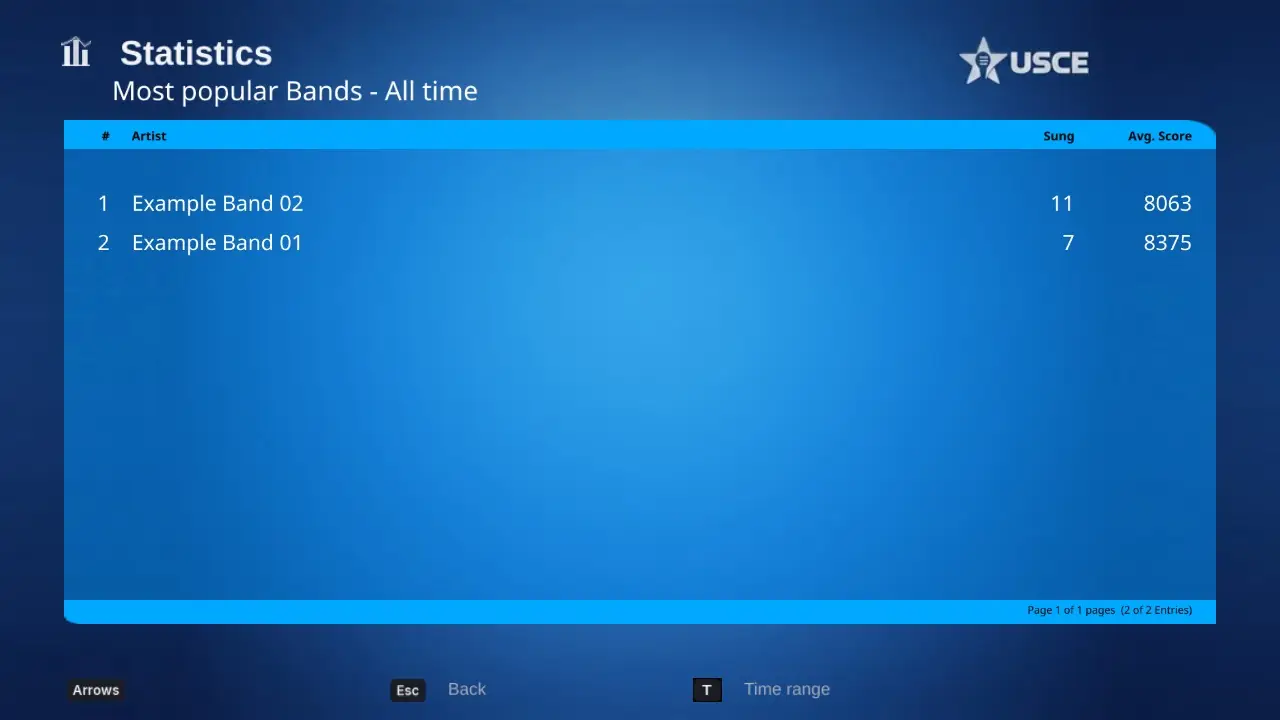 Statistics
USCE
Most popular Bands - All time
# Artist Sung Avg. Score
1 Example Band 02 11 8063
2 Example Band 01 7 8375
Page 1 of 1 pages (2 of 2 Entries)
Arrows Esc Back T Time range